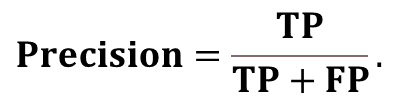 Precision = TP / TP + FP .